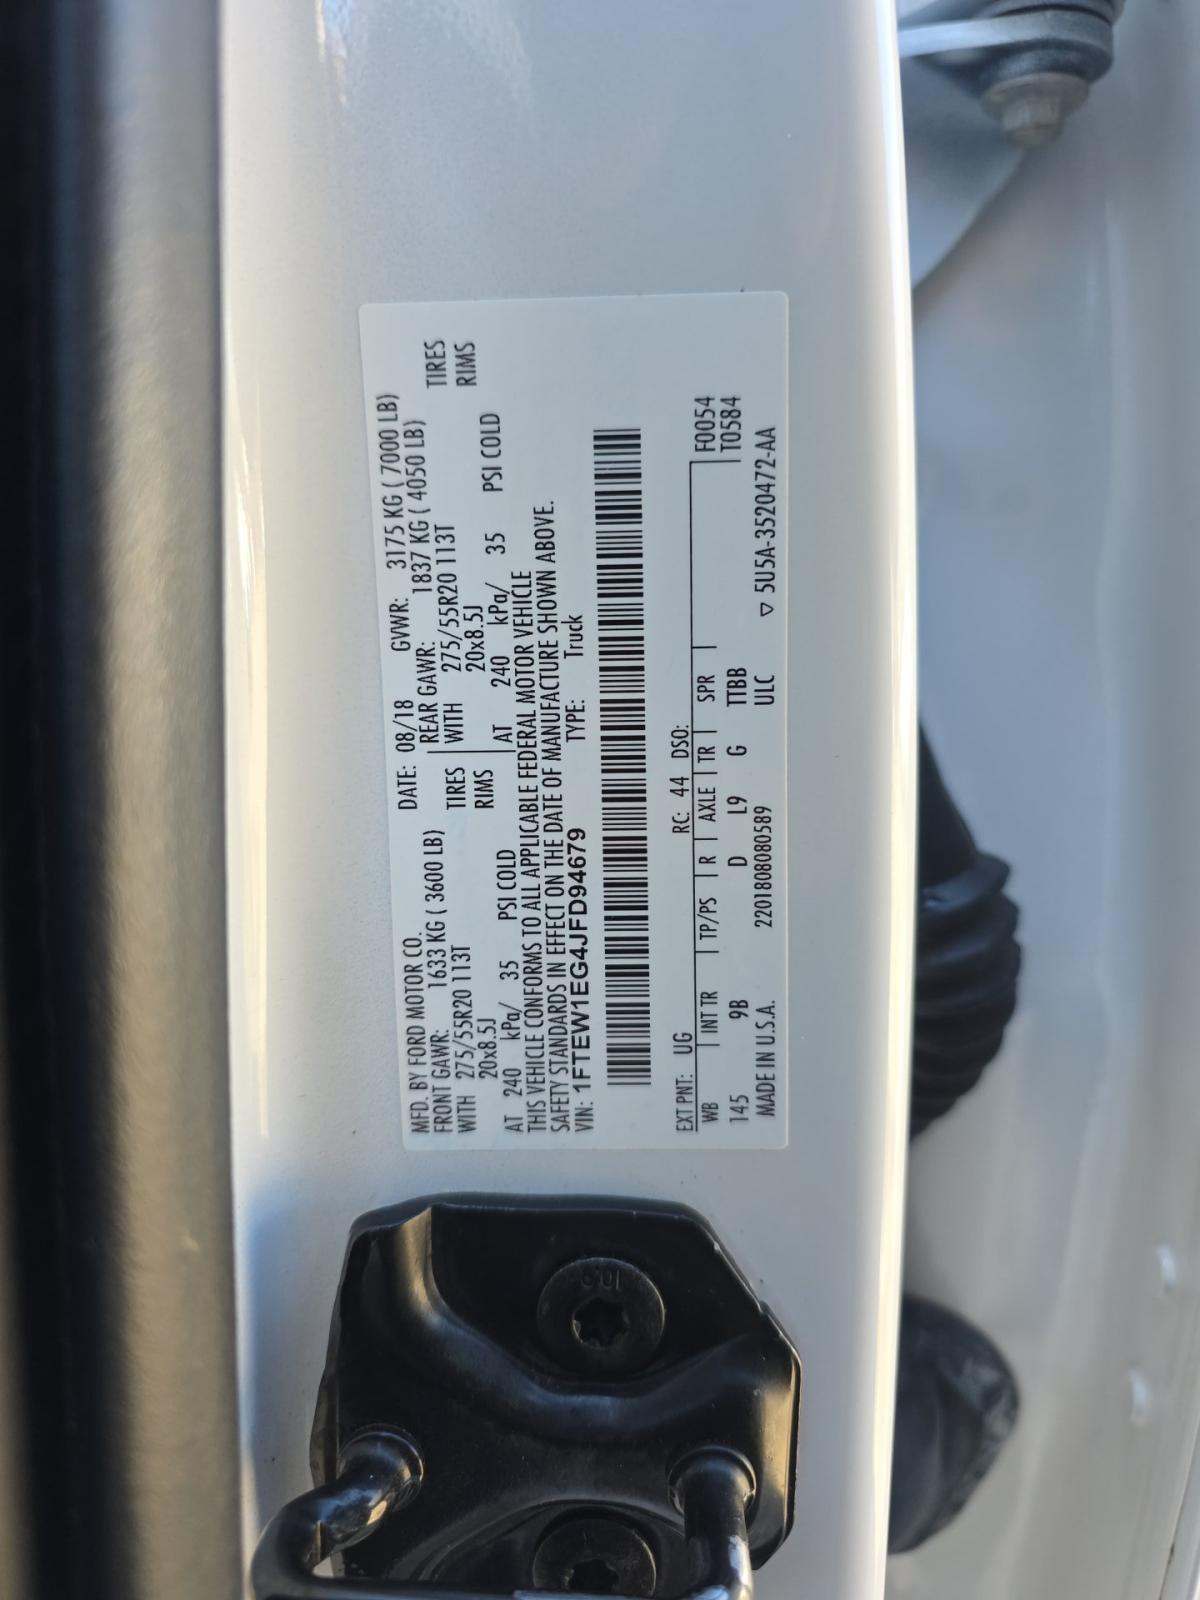 MFD. BY FORD MOTOR CO. DATE: 08/18 GVWR: 3175 KG ( 7000 LB)
FRONT GAWR: 1633 KG ( 3600 LB) REAR GAWR: 1837 KG ( 4050 LB)
WITH 275/55R20 113T TIRES WITH 275/55R20 113T TIRES
20x8.5J RIMS 20x8.5J RIMS
AT 240 kPa/ 35 PSI COLD AT 240 kPa/ 35 PSI COLD
THIS VEHICLE CONFORMS TO ALL APPLICABLE FEDERAL MOTOR VEHICLE
SAFETY STANDARDS IN EFFECT ON THE DATE OF MANUFACTURE SHOWN ABOVE.
VIN: 1FTEW1EG4JFD94679 TYPE: Truck
EXT PNT: UG RC: 44 DSO:
WB INT TR TP/PS R AXLE TR SPR F0054
145 9B D L9 G TTBB T0584
MADE IN U.S.A. 2201808080589 ULC ▽ 5U5A-3520472-AA
10.9